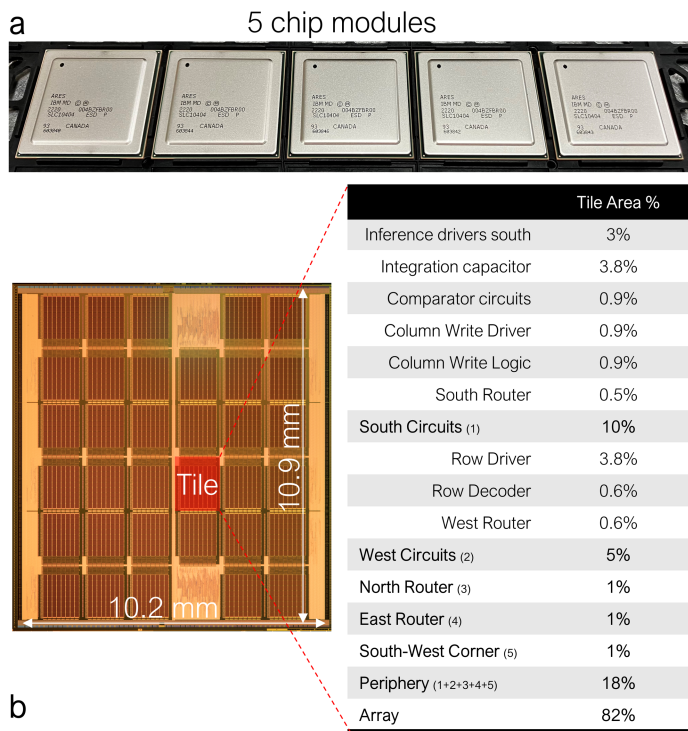 a
5 chip modules
ARES
IBM MD © Ⓜ
2220 004BZFBR00
SLC10404 ESD P
93 CANADA
603840
ARES
IBM MD © Ⓜ
2220 004BZFBR00
SLC10404 ESD P
93 CANADA
603844
ARES
IBM MD © Ⓜ
2220 004BZFBR00
SLC10404 ESD P
93 CANADA
603846
ARES
IBM MD © Ⓜ
2220 004BZFBR00
SLC10404 ESD P
93 CANADA
603842
ARES
IBM MD © Ⓜ
2220 004BZFBR00
SLC10404 ESD P
93 CANADA
603843
Tile
10.9 mm
10.2 mm
b
Tile Area %
Inference drivers south 3%
Integration capacitor 3.8%
Comparator circuits 0.9%
Column Write Driver 0.9%
Column Write Logic 0.9%
South Router 0.5%
South Circuits (1) 10%
Row Driver 3.8%
Row Decoder 0.6%
West Router 0.6%
West Circuits (2) 5%
North Router (3) 1%
East Router (4) 1%
South-West Corner (5) 1%
Periphery (1+2+3+4+5) 18%
Array 82%